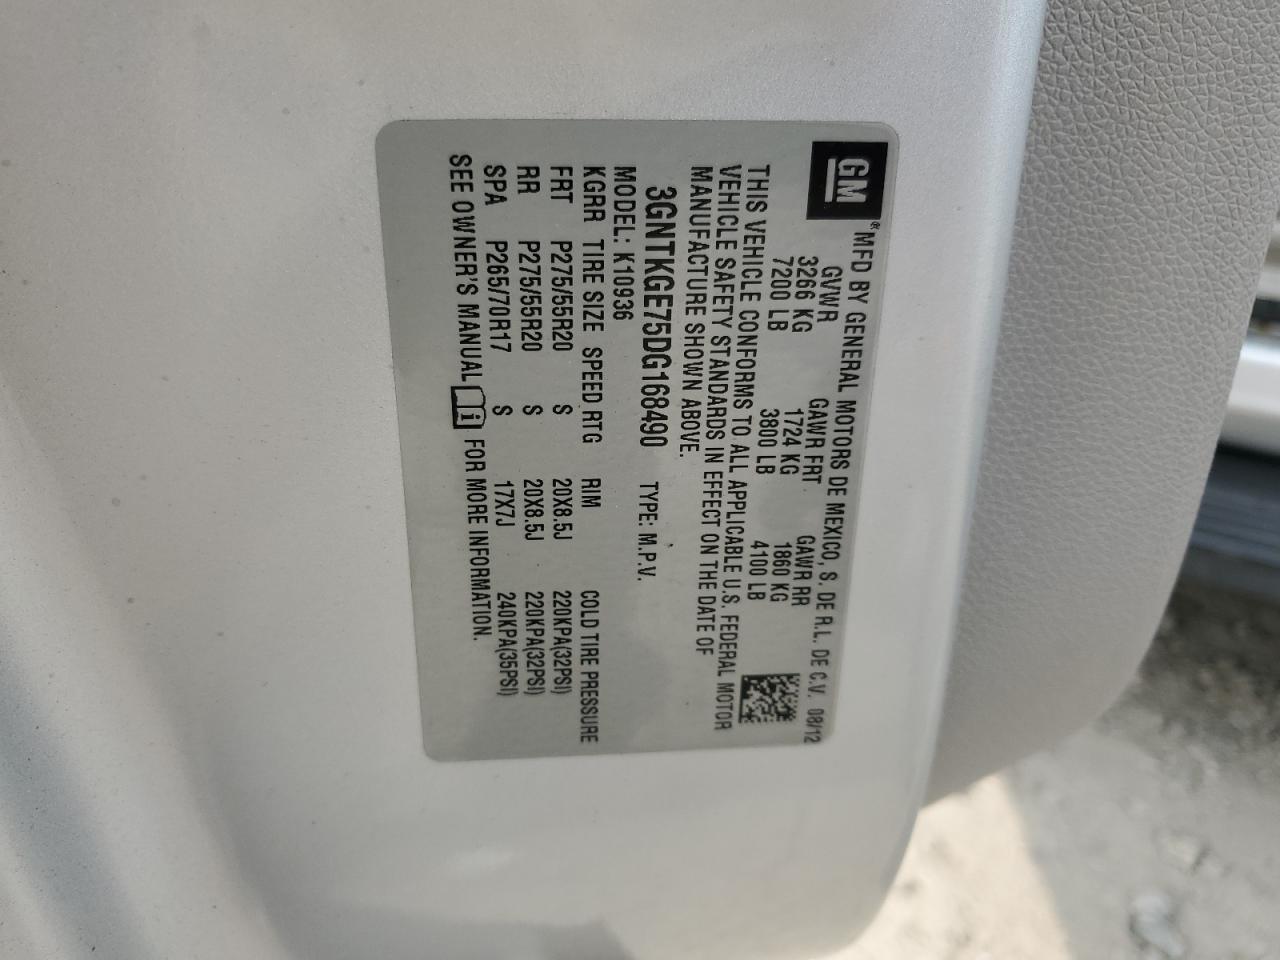 GM® MFD BY GENERAL MOTORS DE MEXICO, S. DE R.L. DE C.V. 08/12
GVWR GAWR FRT GAWR RR
3266 KG 1724 KG 1860 KG
7200 LB 3800 LB 4100 LB
THIS VEHICLE CONFORMS TO ALL APPLICABLE U.S. FEDERAL MOTOR
VEHICLE SAFETY STANDARDS IN EFFECT ON THE DATE OF
MANUFACTURE SHOWN ABOVE.
3GNTKGE75DG168490 TYPE: M.P.V.
MODEL: K10936
KGRR TIRE SIZE SPEED RTG RIM COLD TIRE PRESSURE
FRT P275/55R20 S 20X8.5J 220KPA(32PSI)
RR P275/55R20 S 20X8.5J 220KPA(32PSI)
SPA P265/70R17 S 17X7J 240KPA(35PSI)
SEE OWNER'S MANUAL i FOR MORE INFORMATION.